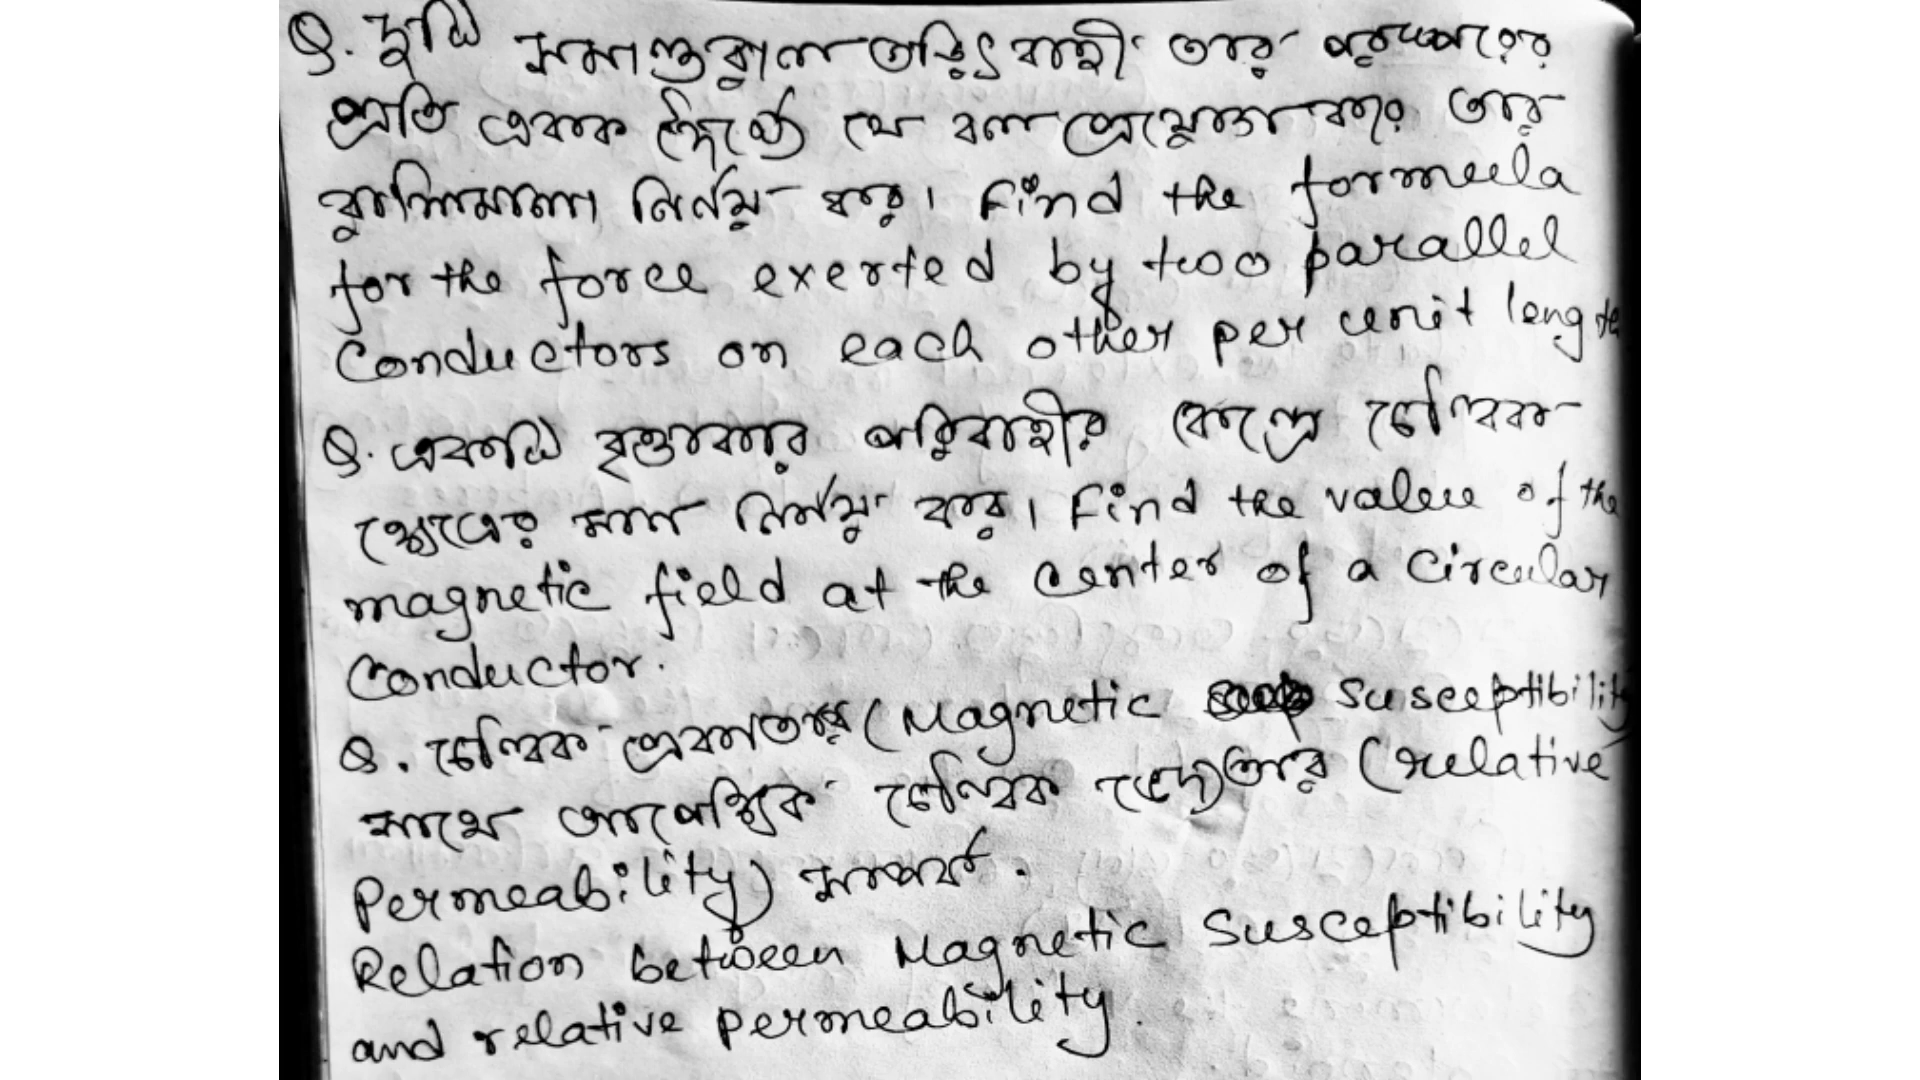 Q. দুটি সমান্তরাল তড়িৎবাহী তার পরস্পরের
প্রতি একক দৈর্ঘ্যে যে বল প্রয়োগ করে তার
রাশিমালা নির্ণয় কর। Find the formula
for the force exerted by two parallel
Conductors on each other per unit length
Q. একটি বৃত্তাকার পরিবাহীর কেন্দ্রে চৌম্বক
ক্ষেত্রের মান নির্ণয় কর। Find the value of the
magnetic field at the center of a circular
conductor.
Q. চৌম্বক প্রবণতার (Magnetic Susceptibility
সাথে আপেক্ষিক চৌম্বক ভেদ্যতার (relative
Permeability) সম্পর্ক.
Relation between Magnetic Susceptibility
and relative permeability.